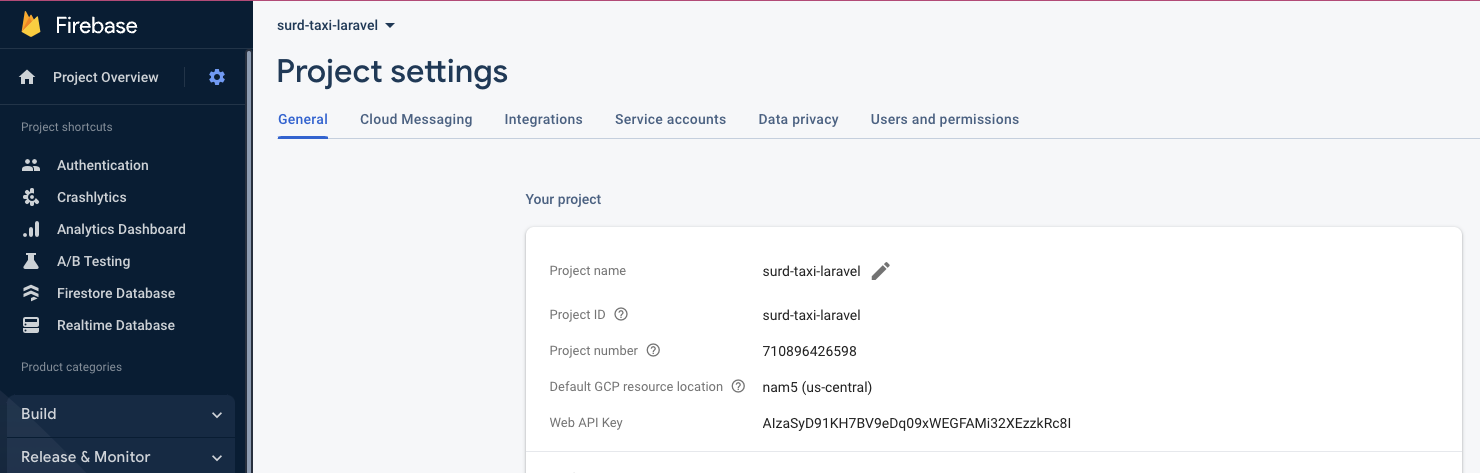 Firebase
Project Overview
Project shortcuts
Authentication
Crashlytics
Analytics Dashboard
A/B Testing
Firestore Database
Realtime Database
Product categories
Build
Release & Monitor
surd-taxi-laravel
Project settings
General Cloud Messaging Integrations Service accounts Data privacy Users and permissions
Your project
Project name surd-taxi-laravel
Project ID surd-taxi-laravel
Project number 710896426598
Default GCP resource location nam5 (us-central)
Web API Key AIzaSyD91KH7BV9eDq09xWEGFAMi32XEzzkRc8I